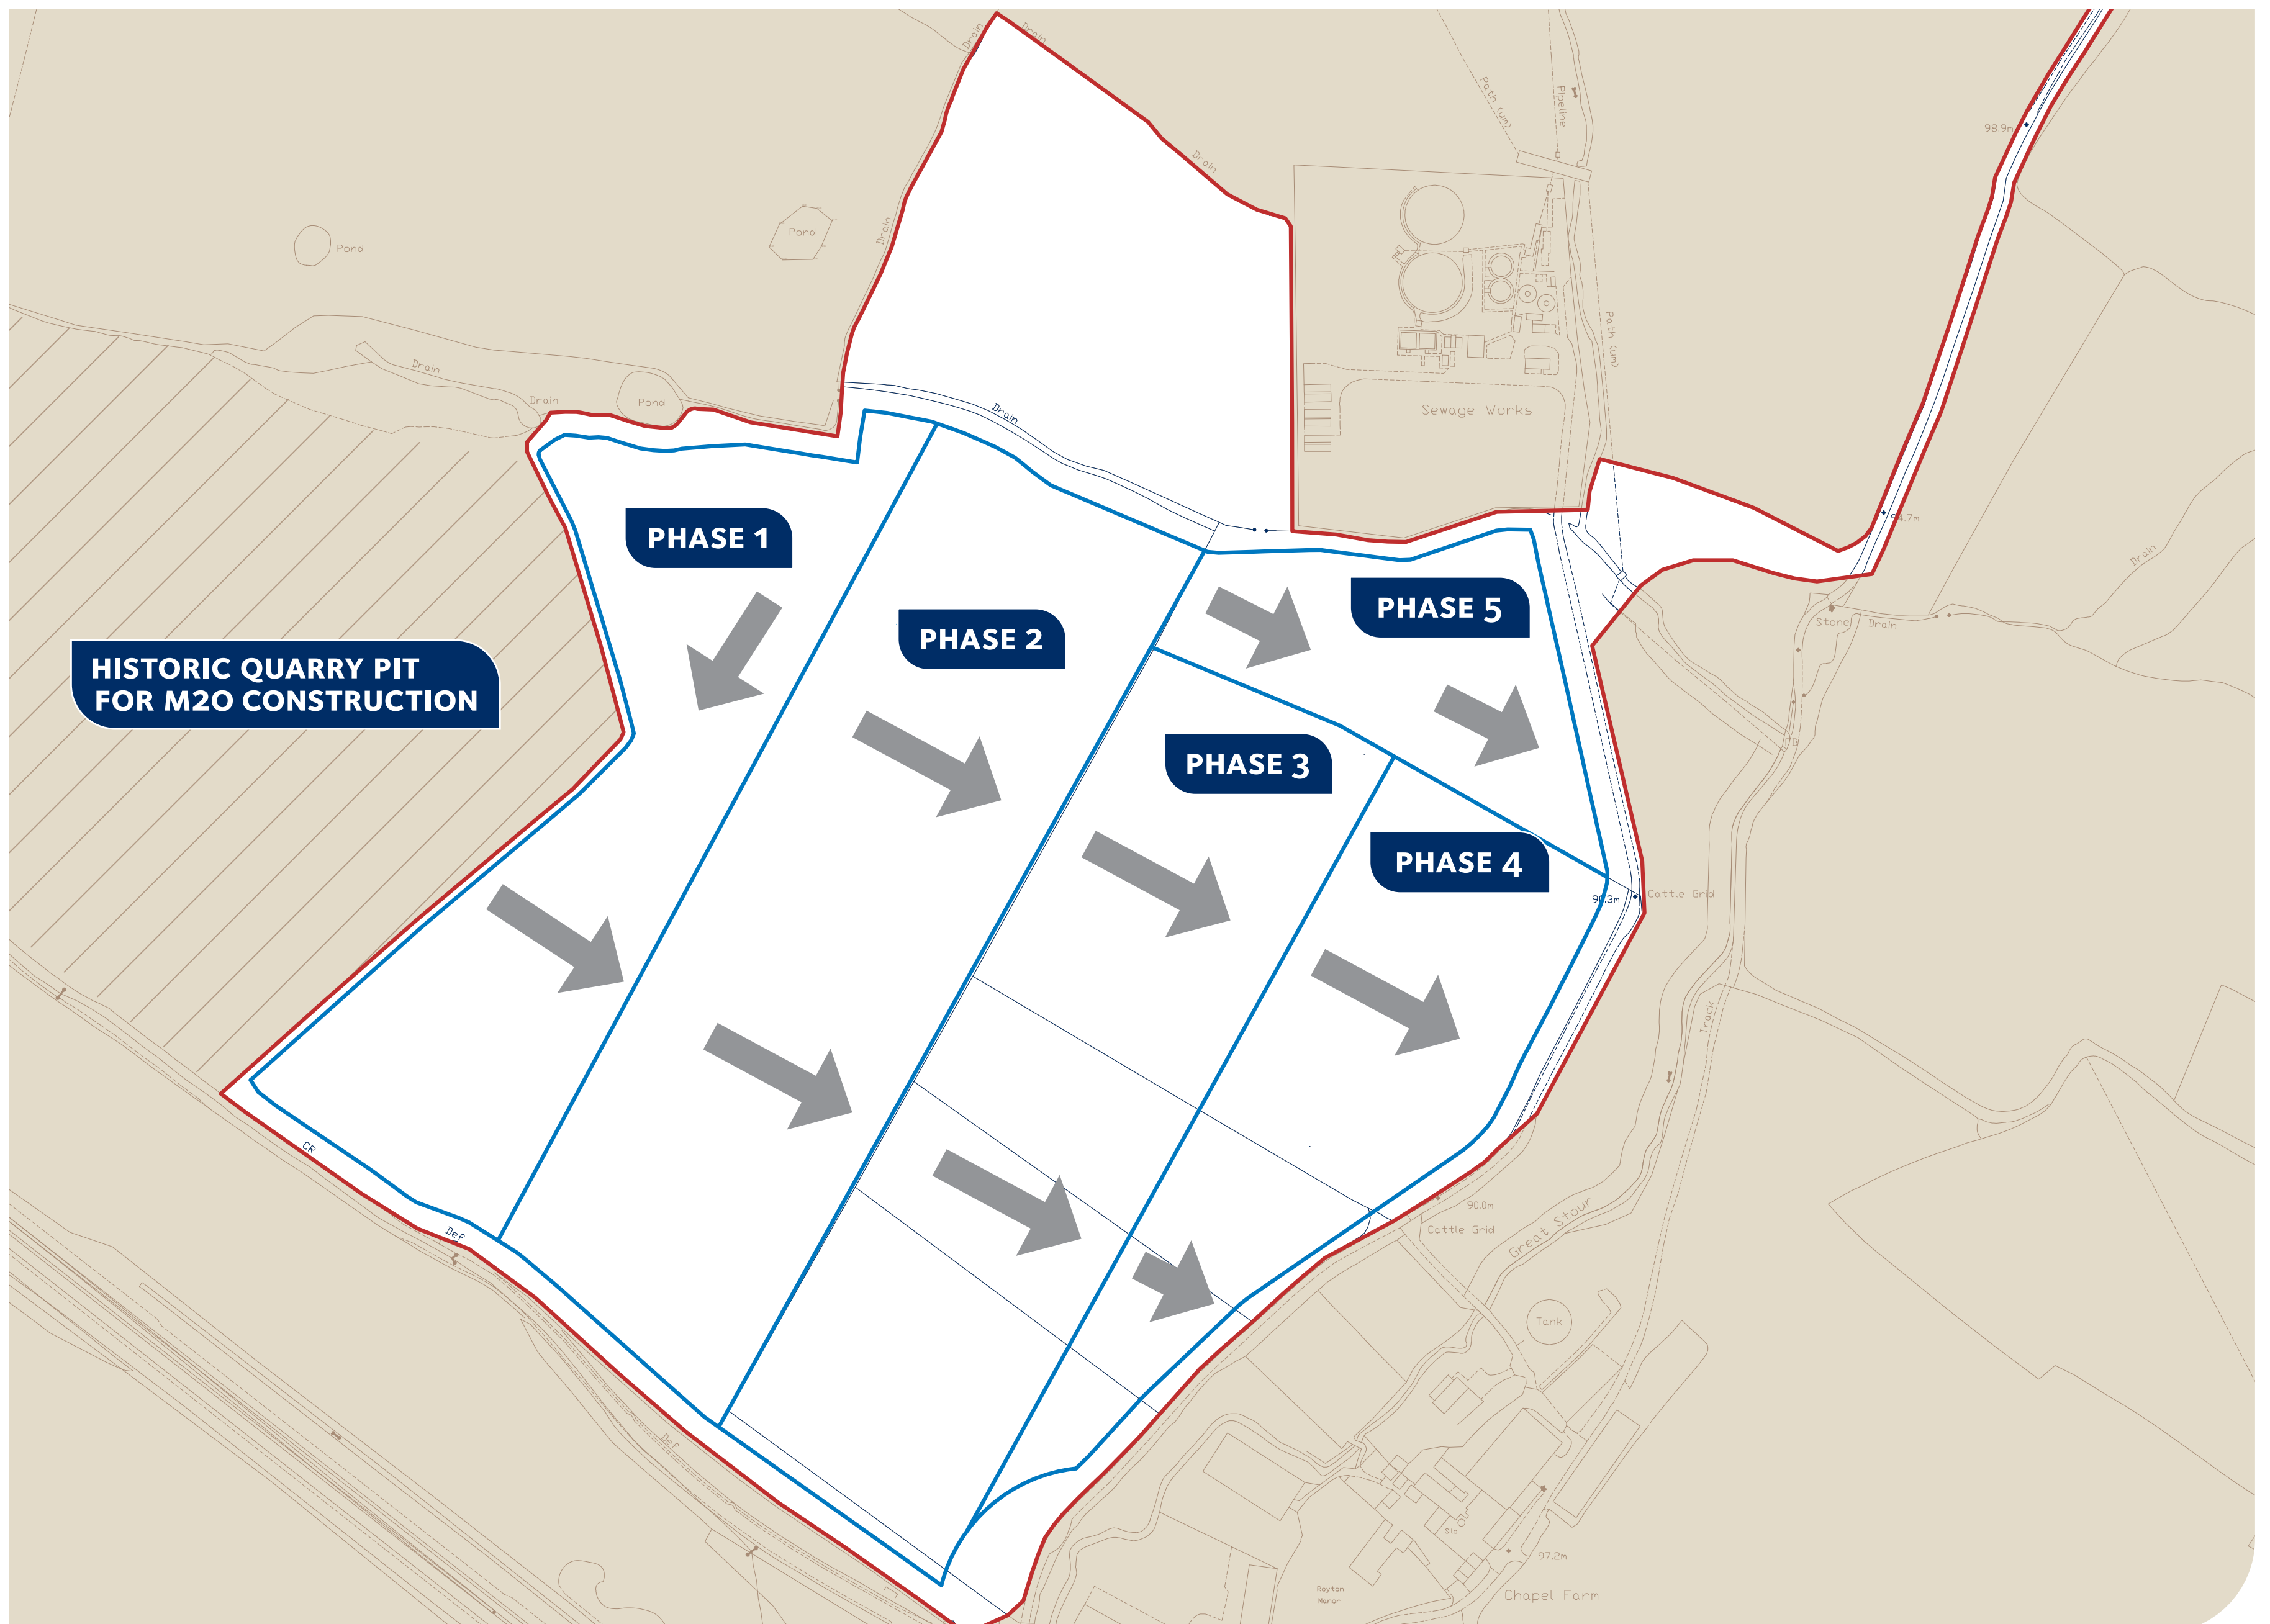 Drain
Drain
Path (um)
Pipeline
98.9m
Drain
Pond
Pond
Drain
Path (um)
Drain
Drain
Pond
Drain
Sewage Works
PHASE 1
94.7m
Drain
PHASE 5
Stone
Drain
PHASE 2
HISTORIC QUARRY PIT
FOR M20 CONSTRUCTION
PHASE 3
PHASE 4
Cattle Grid
Track
CR
Def
90.0m
Cattle Grid
Great Stour
Tank
Def
Silo
97.2m
Royton
Manor
Chapel Farm